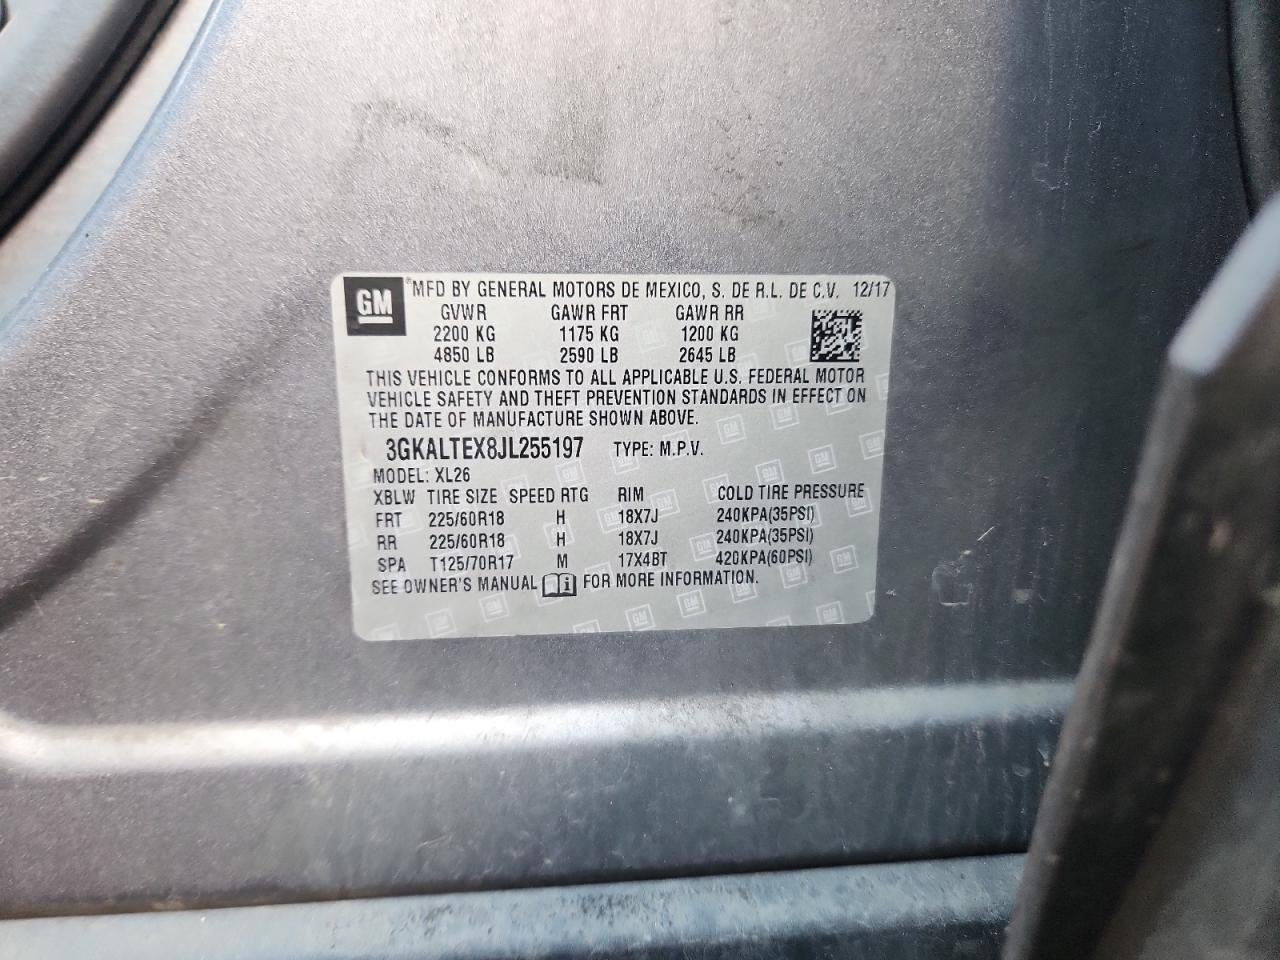 GM ® MFD BY GENERAL MOTORS DE MEXICO, S. DE R.L. DE C.V. 12/17
GVWR GAWR FRT GAWR RR
2200 KG 1175 KG 1200 KG
4850 LB 2590 LB 2645 LB
THIS VEHICLE CONFORMS TO ALL APPLICABLE U.S. FEDERAL MOTOR
VEHICLE SAFETY AND THEFT PREVENTION STANDARDS IN EFFECT ON
THE DATE OF MANUFACTURE SHOWN ABOVE.
3GKALTEX8JL255197 TYPE: M.P.V.
MODEL: XL26
XBLW TIRE SIZE SPEED RTG RIM COLD TIRE PRESSURE
FRT 225/60R18 H 18X7J 240KPA(35PSI)
RR 225/60R18 H 18X7J 240KPA(35PSI)
SPA T125/70R17 M 17X4BT 420KPA(60PSI)
SEE OWNER'S MANUAL FOR MORE INFORMATION.